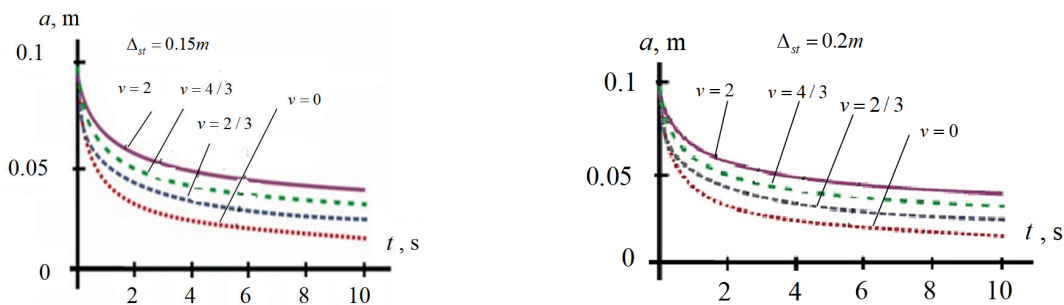 a, m
Δst = 0.15m
0.1
v = 2
v = 4/3
v = 0
v = 2/3
0.05
t , s
0
2
4
6
8
10
a, m
Δst = 0.2m
0.1
v = 2
v = 4/3
v = 2/3
v = 0
0.05
t , s
0
2
4
6
8
10